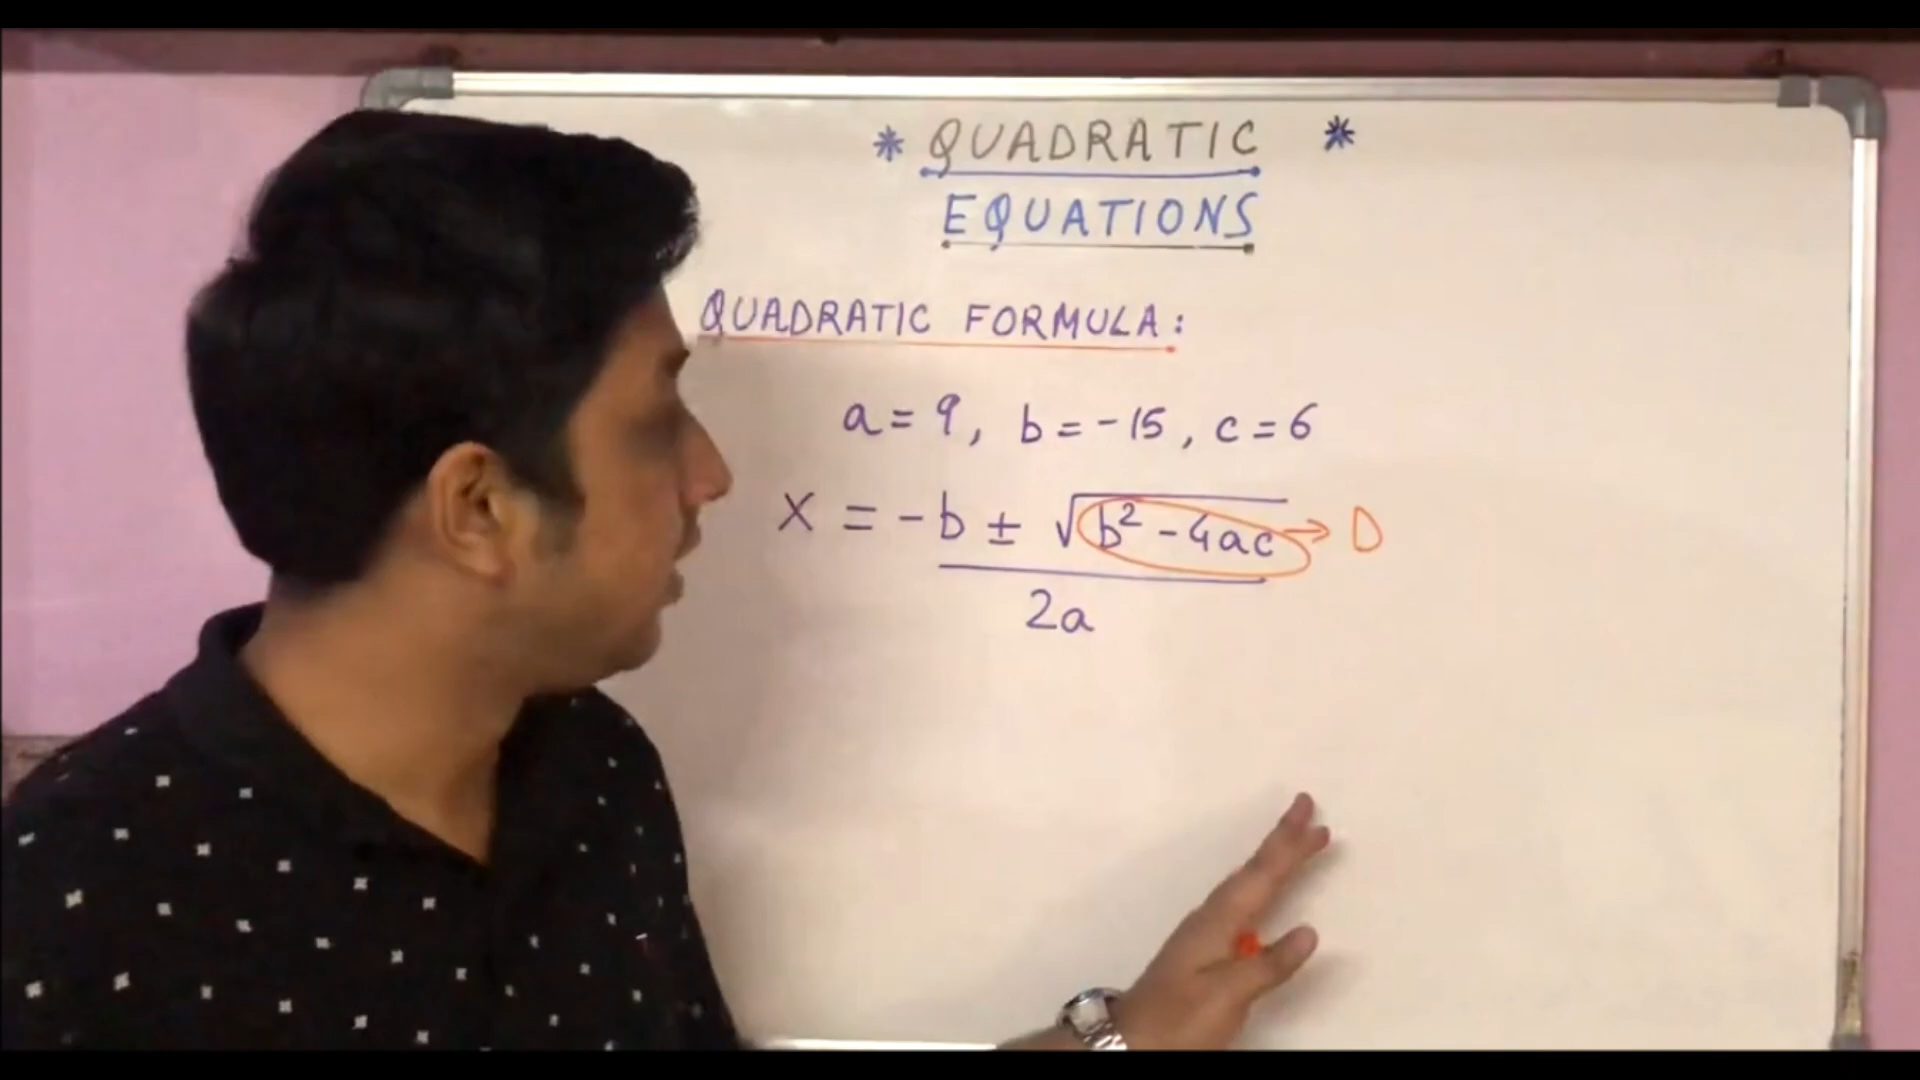 * QUADRATIC *
EQUATIONS
QUADRATIC FORMULA:
a = 9, b = -15, c = 6
x = -b ± √b² - 4ac → D
2a